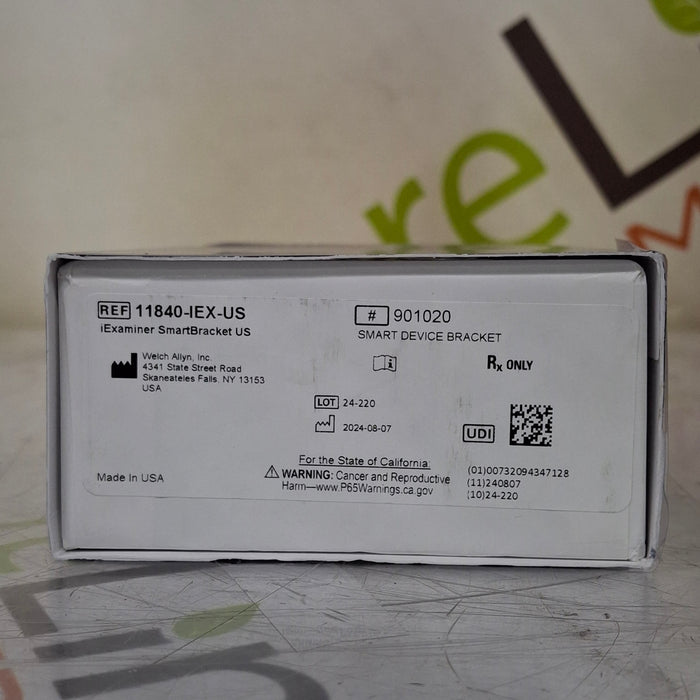 REF 11840-IEX-US
iExaminer SmartBracket US
# 901020
SMART DEVICE BRACKET
Welch Allyn, Inc.
4341 State Street Road
Skaneateles Falls, NY 13153
USA
Rx ONLY
LOT 24-220
2024-08-07
UDI
For the State of California:
WARNING: Cancer and Reproductive
Harm—www.P65Warnings.ca.gov
Made in USA
(01)00732094347128
(11)240807
(10)24-220
re